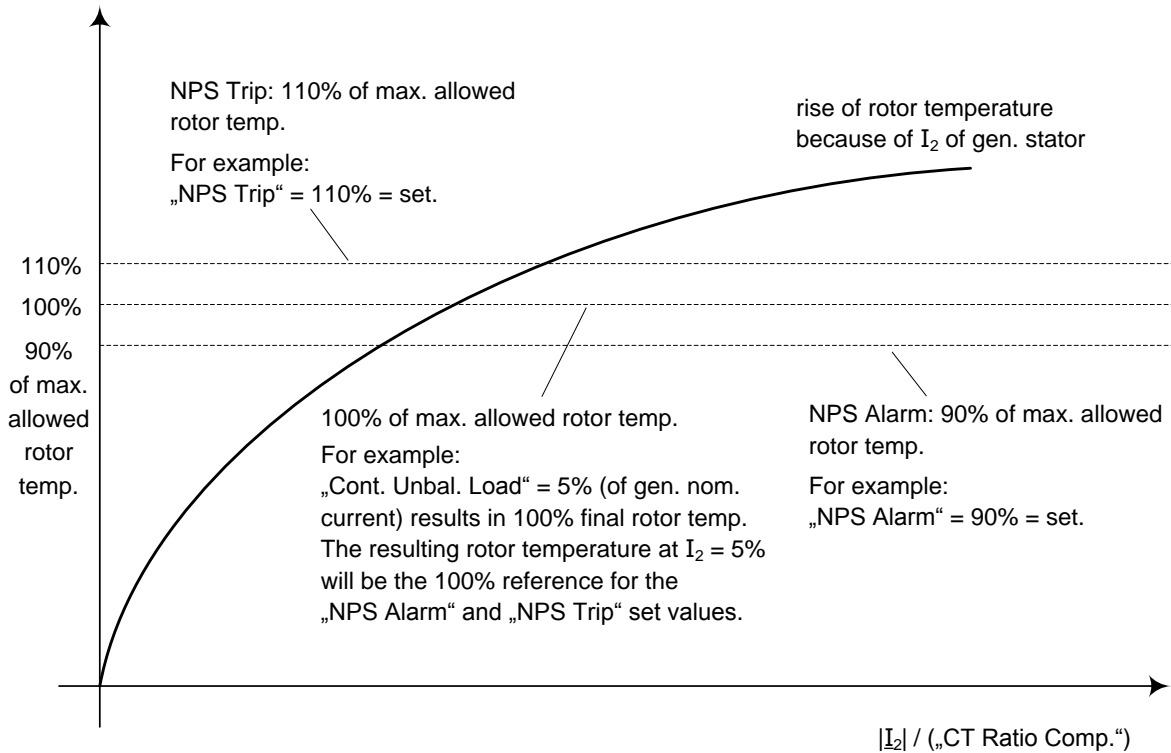 NPS Trip: 110% of max. allowed
rotor temp.
For example:
„NPS Trip“ = 110% = set.
rise of rotor temperature
because of I₂ of gen. stator
110%
100%
90%
of max.
allowed
rotor
temp.
100% of max. allowed rotor temp.
For example:
„Cont. Unbal. Load“ = 5% (of gen. nom.
current) results in 100% final rotor temp.
The resulting rotor temperature at I₂ = 5%
will be the 100% reference for the
„NPS Alarm“ and „NPS Trip“ set values.
NPS Alarm: 90% of max. allowed
rotor temp.
For example:
„NPS Alarm“ = 90% = set.
|I₂| / („CT Ratio Comp.“)